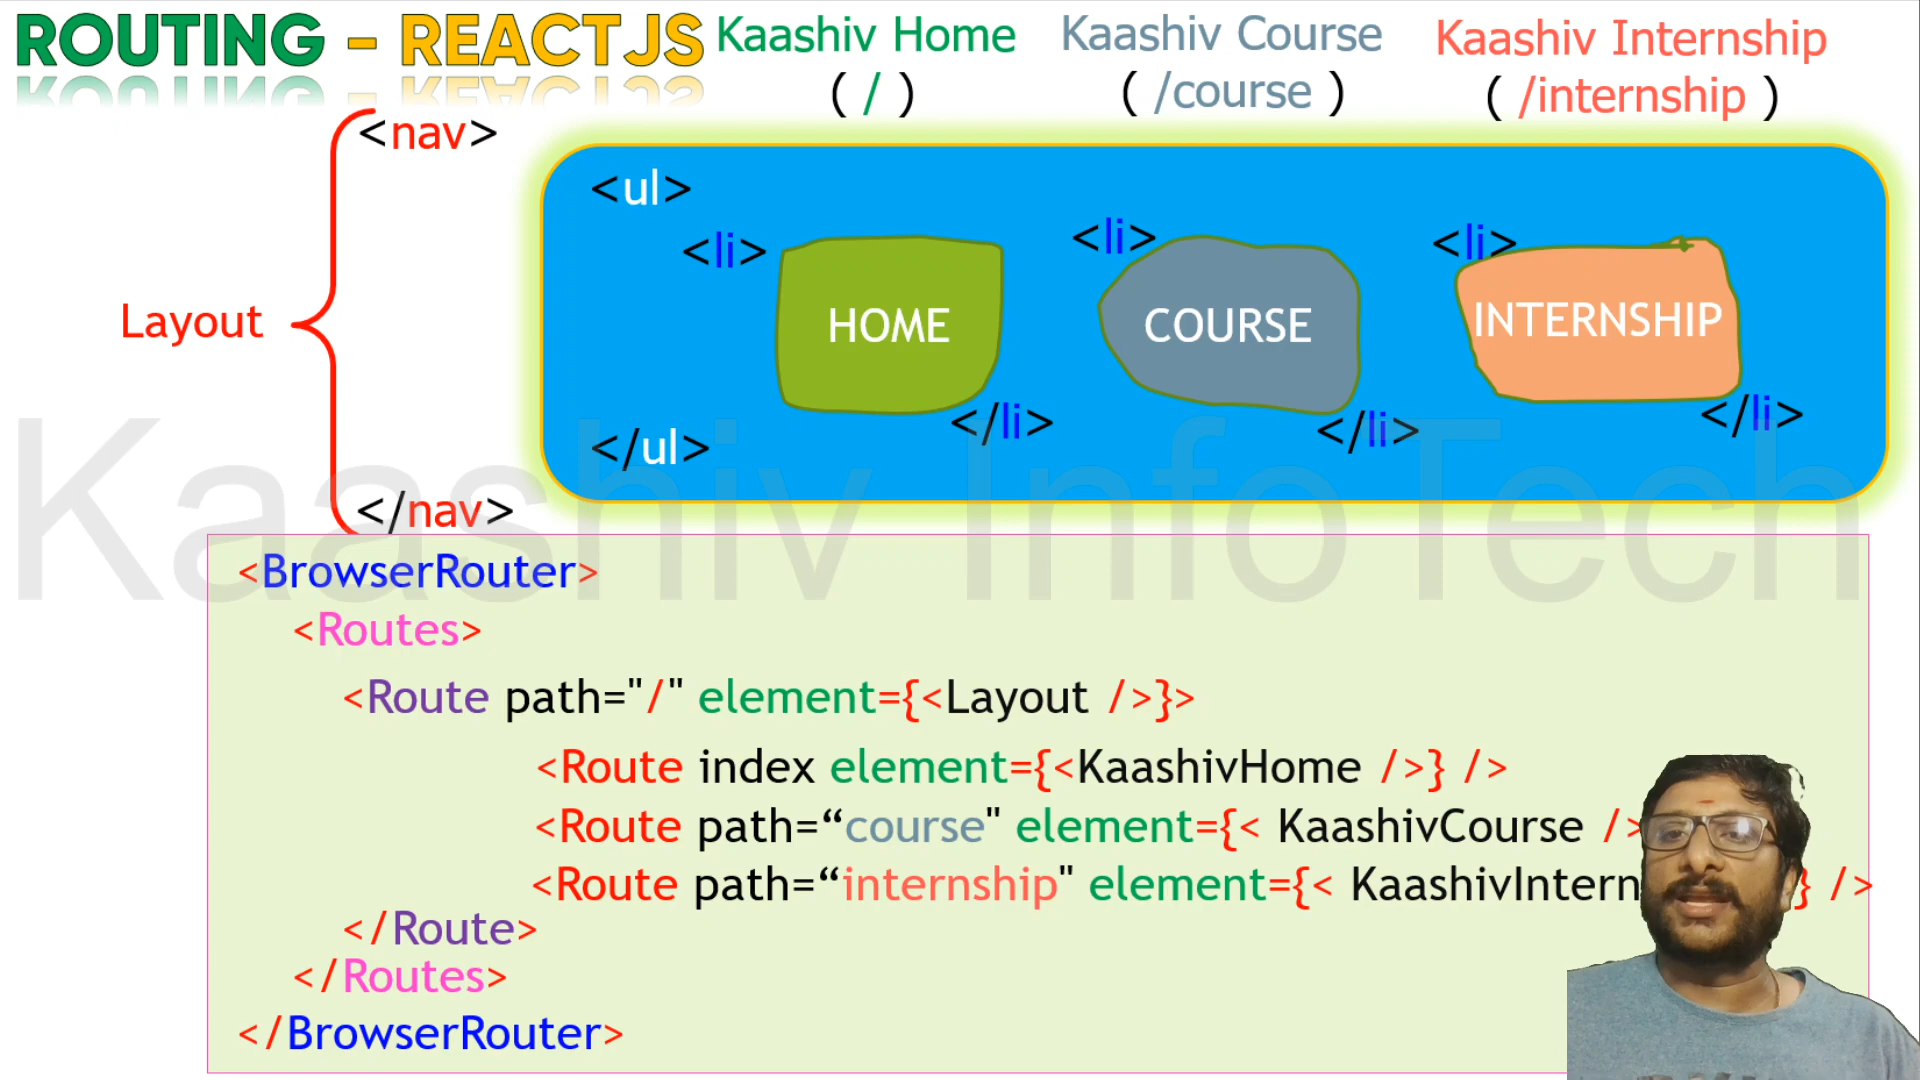 ROUTING - REACTJS
Kaashiv Home
( / )
Kaashiv Course
( /course )
Kaashiv Internship
( /internship )
<nav>
<ul>
<li>
HOME
</li>
<li>
COURSE
</li>
<li>
INTERNSHIP
</li>
</ul>
Layout
</nav>
Kaashiv InfoTech
<BrowserRouter>
<Routes>
<Route path="/" element={<Layout />}>
<Route index element={<KaashivHome />} />
<Route path=“course" element={< KaashivCourse />
<Route path=“internship" element={< KaashivIntern } />
</Route>
</Routes>
</BrowserRouter>